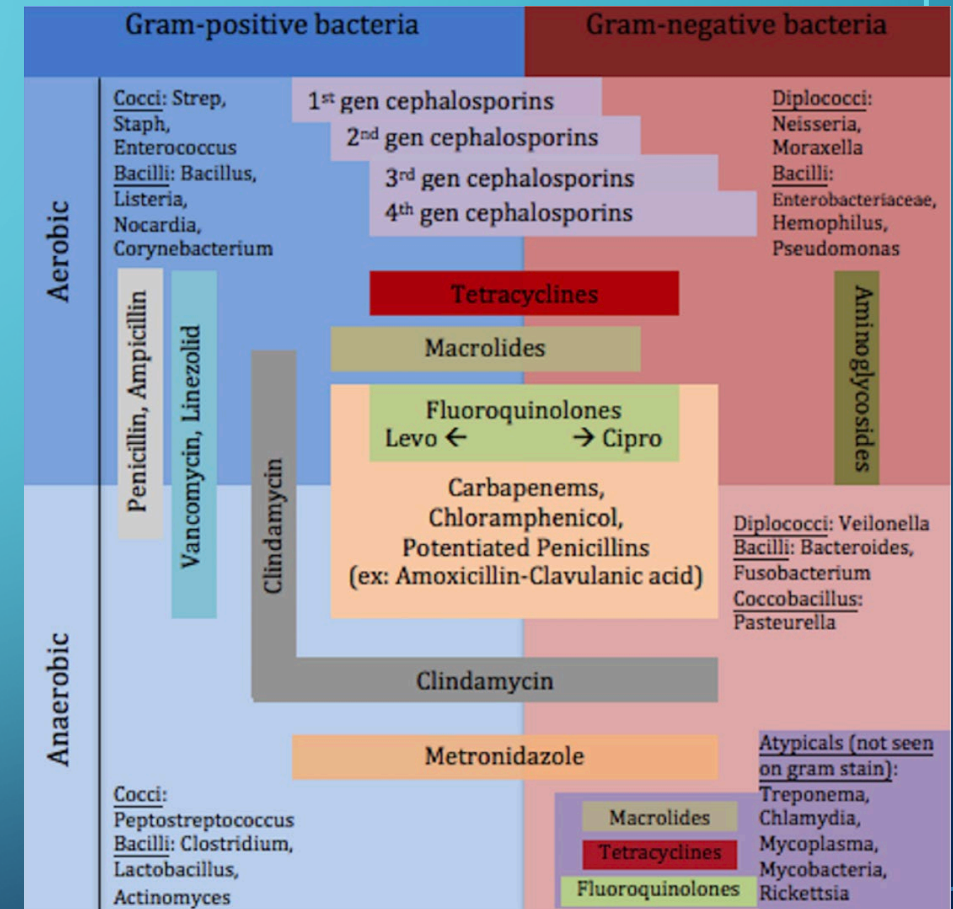 Gram-positive bacteria
Gram-negative bacteria
Aerobic
Cocci: Strep,
Staph,
Enterococcus
Bacilli: Bacillus,
Listeria,
Nocardia,
Corynebacterium
1st gen cephalosporins
2nd gen cephalosporins
3rd gen cephalosporins
4th gen cephalosporins
Diplococci:
Neisseria,
Moraxella
Bacilli:
Enterobacteriaceae,
Hemophilus,
Pseudomonas
Penicillin, Ampicillin
Vancomycin, Linezolid
Clindamycin
Tetracyclines
Macrolides
Fluoroquinolones
Levo ← → Cipro
Carbapenems,
Chloramphenicol,
Potentiated Penicillins
(ex: Amoxicillin-Clavulanic acid)
Aminoglycosides
Anaerobic
Diplococci: Veilonella
Bacilli: Bacteroides,
Fusobacterium
Coccobacillus:
Pasteurella
Clindamycin
Metronidazole
Cocci:
Peptostreptococcus
Bacilli: Clostridium,
Lactobacillus,
Actinomyces
Macrolides
Tetracyclines
Fluoroquinolones
Atypicals (not seen
on gram stain):
Treponema,
Chlamydia,
Mycoplasma,
Mycobacteria,
Rickettsia